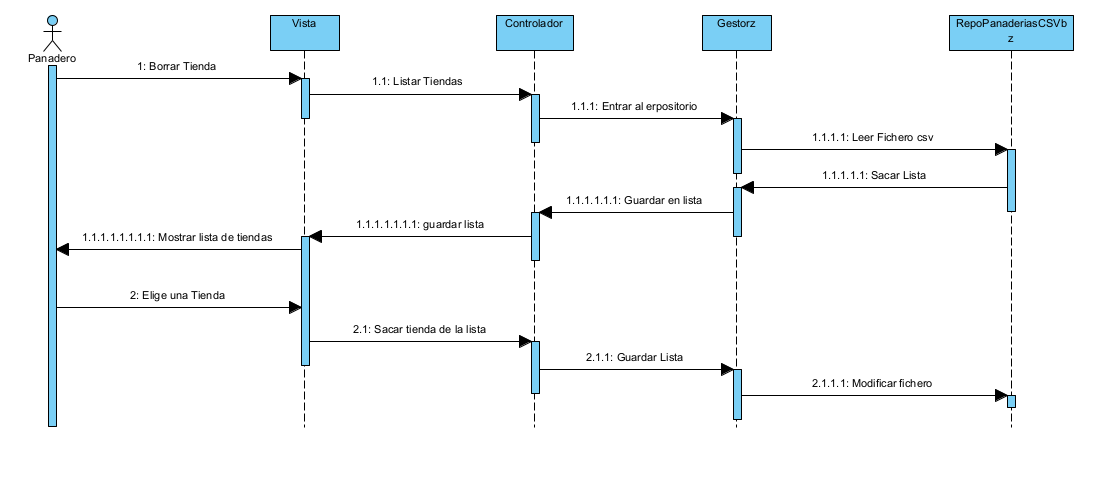 Vista
Controlador
Gestorz
RepoPanaderiasCSVb
z
Panadero
1: Borrar Tienda
1.1: Listar Tiendas
1.1.1: Entrar al erpositorio
1.1.1.1: Leer Fichero csv
1.1.1.1.1: Sacar Lista
1.1.1.1.1.1: Guardar en lista
1.1.1.1.1.1.1: guardar lista
1.1.1.1.1.1.1.1: Mostrar lista de tiendas
2: Elige una Tienda
2.1: Sacar tienda de la lista
2.1.1: Guardar Lista
2.1.1.1: Modificar fichero